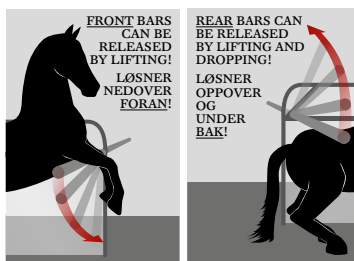 FRONT BARS
CAN BE
RELEASED
BY LIFTING!
LØSNER
NEDOVER
FORAN!
REAR BARS CAN
BE RELEASED
BY LIFTING AND
DROPPING!
LØSNER
OPPOVER
OG
UNDER
BAK!